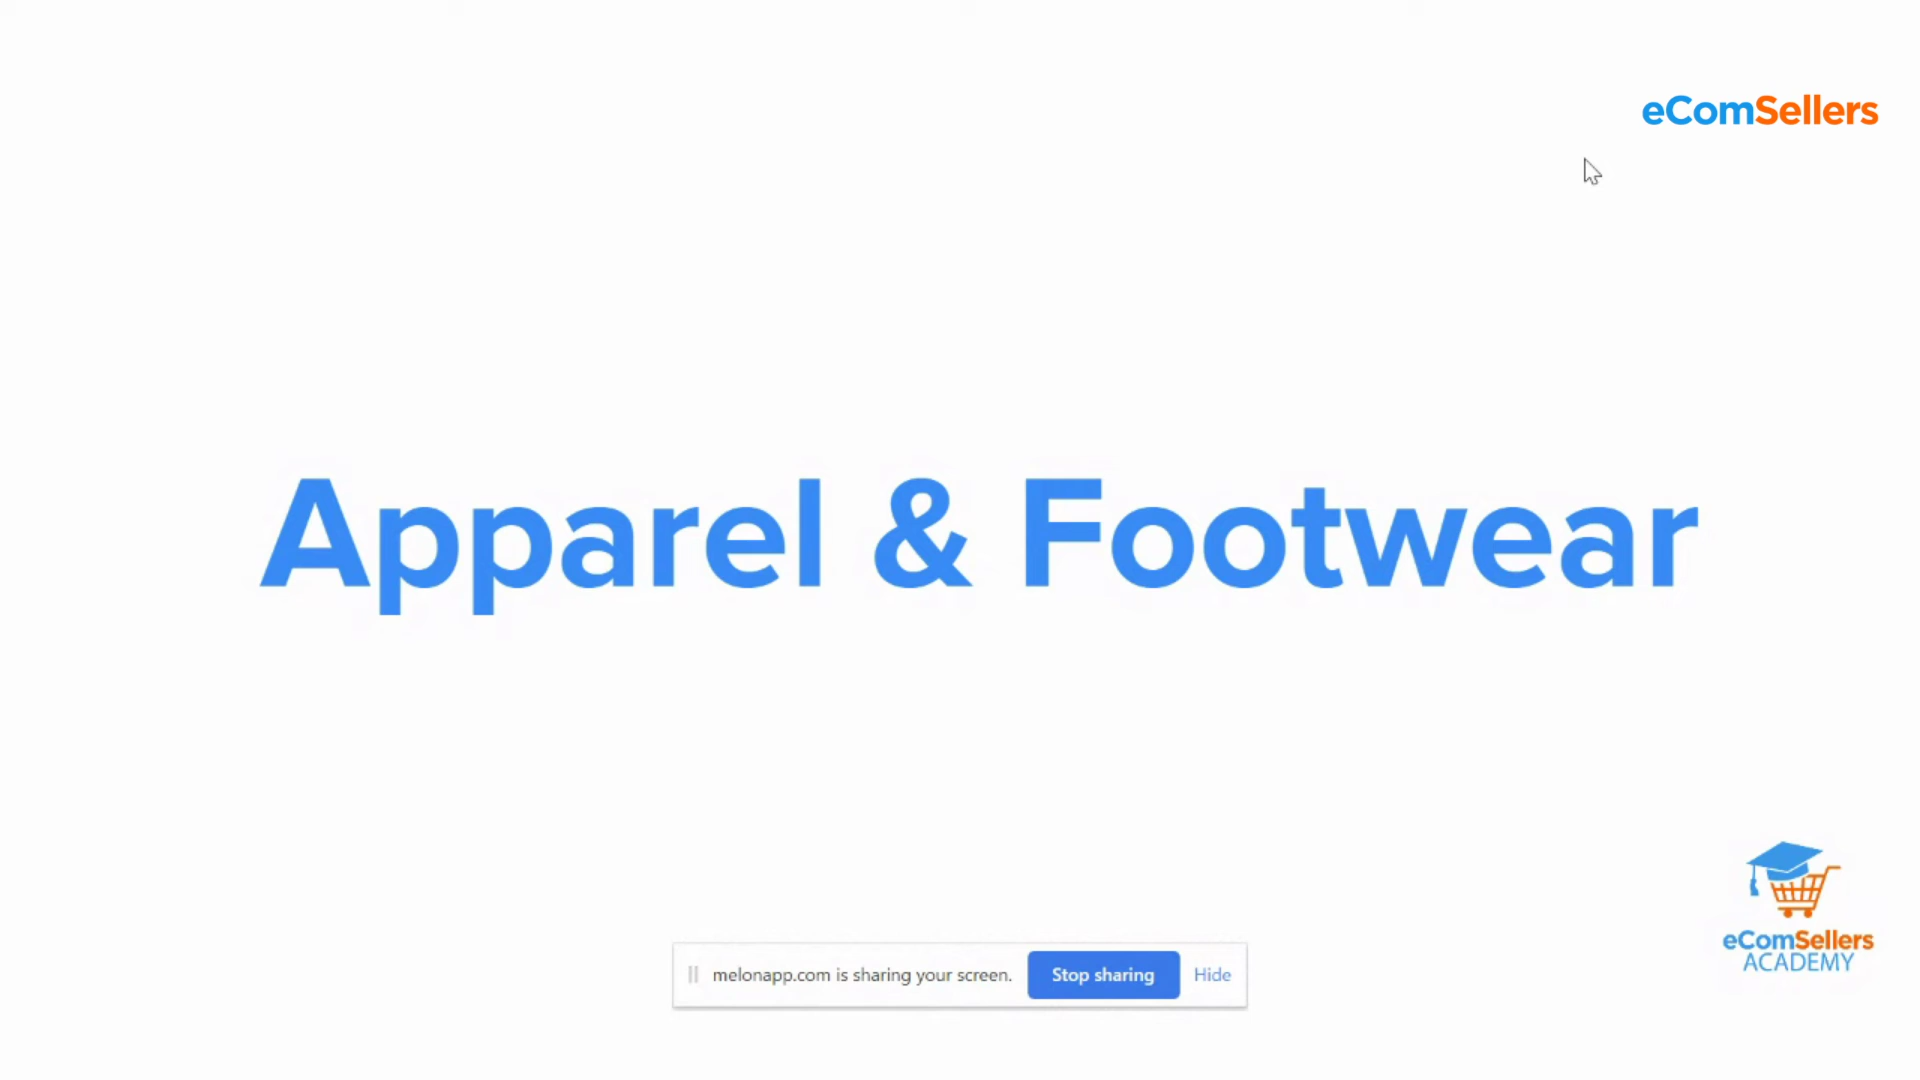 eComSellers
Apparel & Footwear
eComSellers
ACADEMY
melonapp.com is sharing your screen. Stop sharing Hide